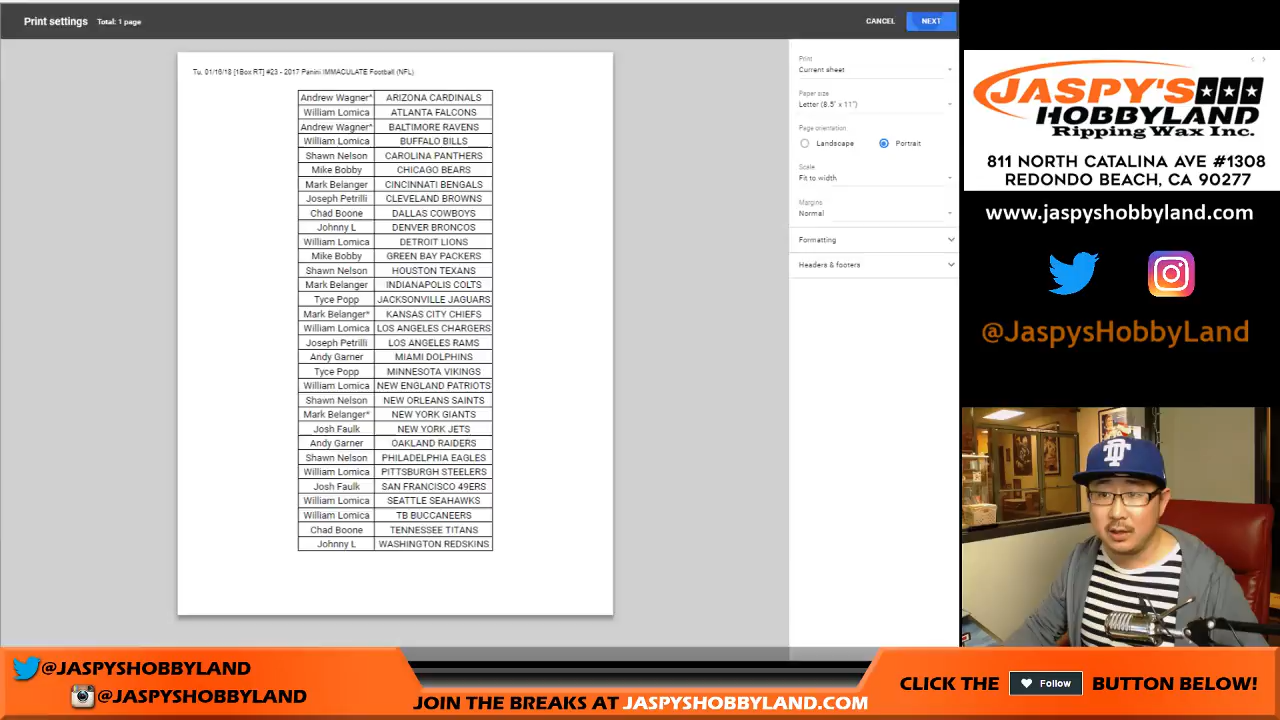 Print settings Total: 1 page
CANCEL
NEXT
Tu. 01/16/18 [1Box RT] #23 - 2017 Panini IMMACULATE Football (NFL)
Andrew Wagner* ARIZONA CARDINALS
William Lomica ATLANTA FALCONS
Andrew Wagner* BALTIMORE RAVENS
William Lomica BUFFALO BILLS
Shawn Nelson CAROLINA PANTHERS
Mike Bobby CHICAGO BEARS
Mark Belanger CINCINNATI BENGALS
Joseph Petrilli CLEVELAND BROWNS
Chad Boone DALLAS COWBOYS
Johnny L DENVER BRONCOS
William Lomica DETROIT LIONS
Mike Bobby GREEN BAY PACKERS
Shawn Nelson HOUSTON TEXANS
Mark Belanger INDIANAPOLIS COLTS
Tyce Popp JACKSONVILLE JAGUARS
Mark Belanger* KANSAS CITY CHIEFS
William Lomica LOS ANGELES CHARGERS
Joseph Petrilli LOS ANGELES RAMS
Andy Garner MIAMI DOLPHINS
Tyce Popp MINNESOTA VIKINGS
William Lomica NEW ENGLAND PATRIOTS
Shawn Nelson NEW ORLEANS SAINTS
Mark Belanger* NEW YORK GIANTS
Josh Faulk NEW YORK JETS
Andy Garner OAKLAND RAIDERS
Shawn Nelson PHILADELPHIA EAGLES
William Lomica PITTSBURGH STEELERS
Josh Faulk SAN FRANCISCO 49ERS
William Lomica SEATTLE SEAHAWKS
William Lomica TB BUCCANEERS
Chad Boone TENNESSEE TITANS
Johnny L WASHINGTON REDSKINS
Print
Current sheet
Paper size
Letter (8.5" x 11")
Page orientation
Landscape Portrait
Scale
Fit to width
Margins
Normal
Formatting
Headers & footers
JASPY'S
HOBBYLAND
Ripping Wax Inc.
811 NORTH CATALINA AVE #1308
REDONDO BEACH, CA 90277
www.jaspyshobbyland.com
@JaspysHobbyLand
@JASPYSHOBBYLAND
@JASPYSHOBBYLAND
JOIN THE BREAKS AT JASPYSHOBBYLAND.COM
CLICK THE Follow BUTTON BELOW!